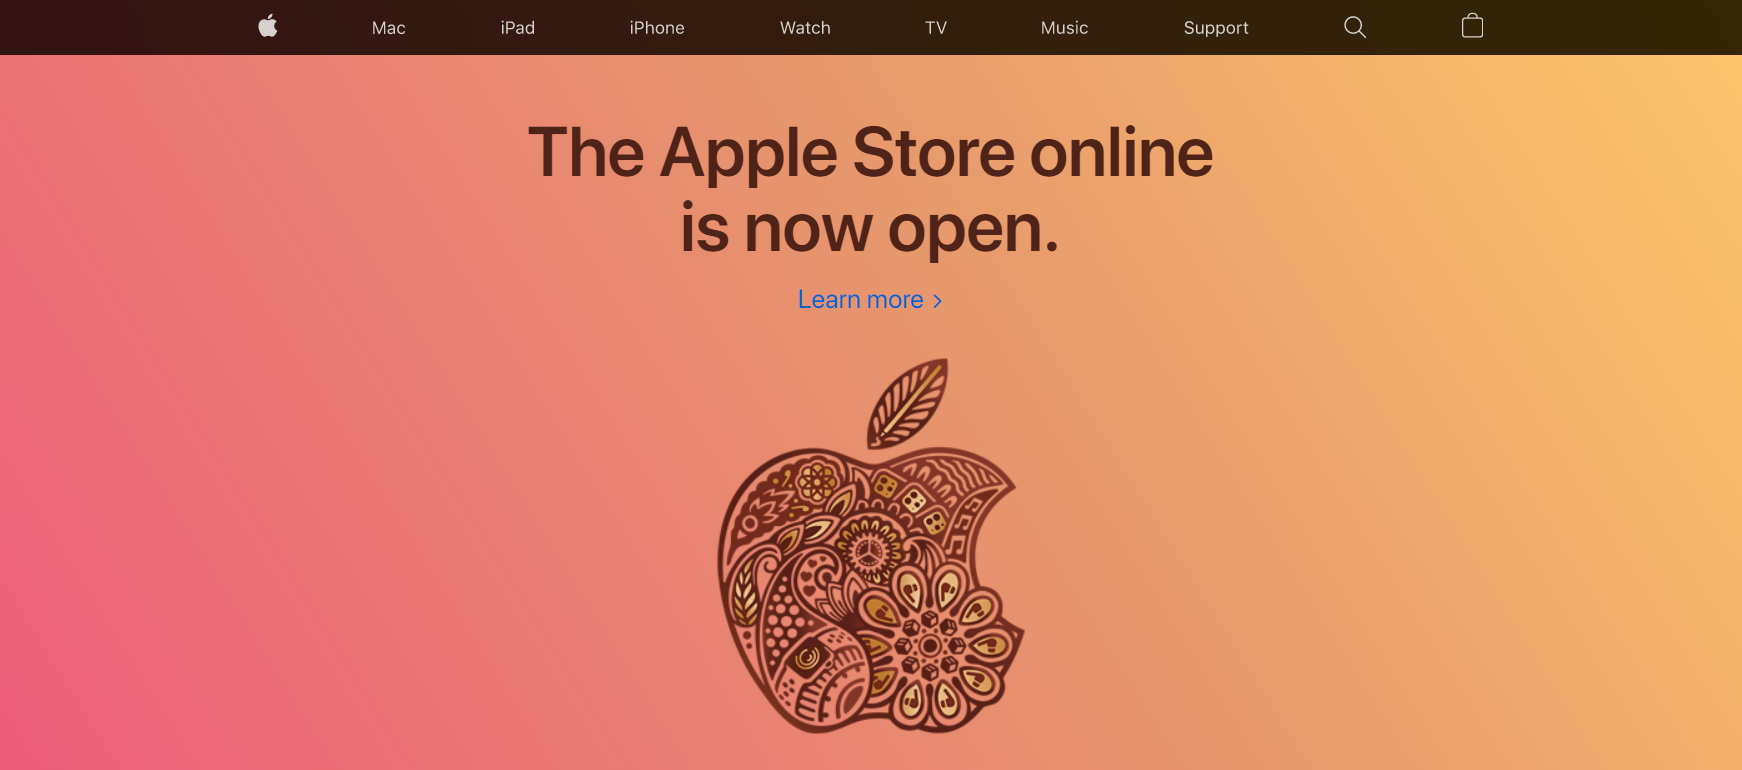 Mac iPad iPhone Watch TV Music Support
The Apple Store online
is now open.
Learn more >